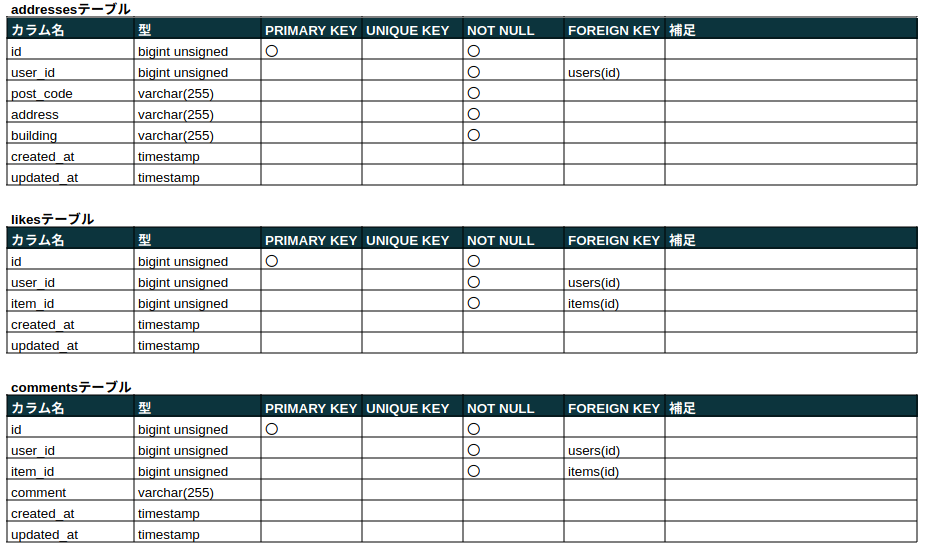 addressesテーブル
カラム名 型 PRIMARY KEY UNIQUE KEY NOT NULL FOREIGN KEY 補足
id bigint unsigned ○ ○
user_id bigint unsigned ○ users(id)
post_code varchar(255) ○
address varchar(255) ○
building varchar(255) ○
created_at timestamp
updated_at timestamp
likesテーブル
カラム名 型 PRIMARY KEY UNIQUE KEY NOT NULL FOREIGN KEY 補足
id bigint unsigned ○ ○
user_id bigint unsigned ○ users(id)
item_id bigint unsigned ○ items(id)
created_at timestamp
updated_at timestamp
commentsテーブル
カラム名 型 PRIMARY KEY UNIQUE KEY NOT NULL FOREIGN KEY 補足
id bigint unsigned ○ ○
user_id bigint unsigned ○ users(id)
item_id bigint unsigned ○ items(id)
comment varchar(255)
created_at timestamp
updated_at timestamp